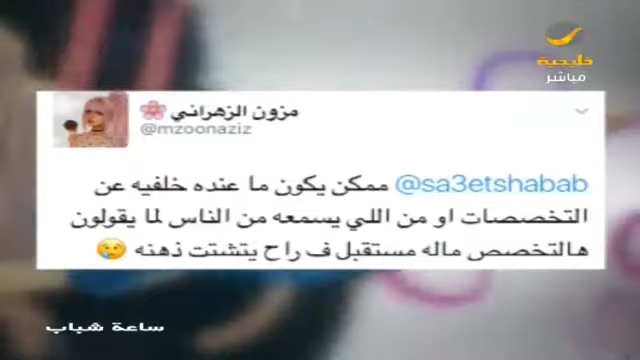 خليجية
مباشر
مزون الزهراني
@mzoonaziz
@sa3etshabab ممكن يكون ما عنده خلفيه عن
التخصصات او من اللي يسمعه من الناس لما يقولون
هالتخصص ماله مستقبل ف راح يتشتت ذهنه
ساعة شباب